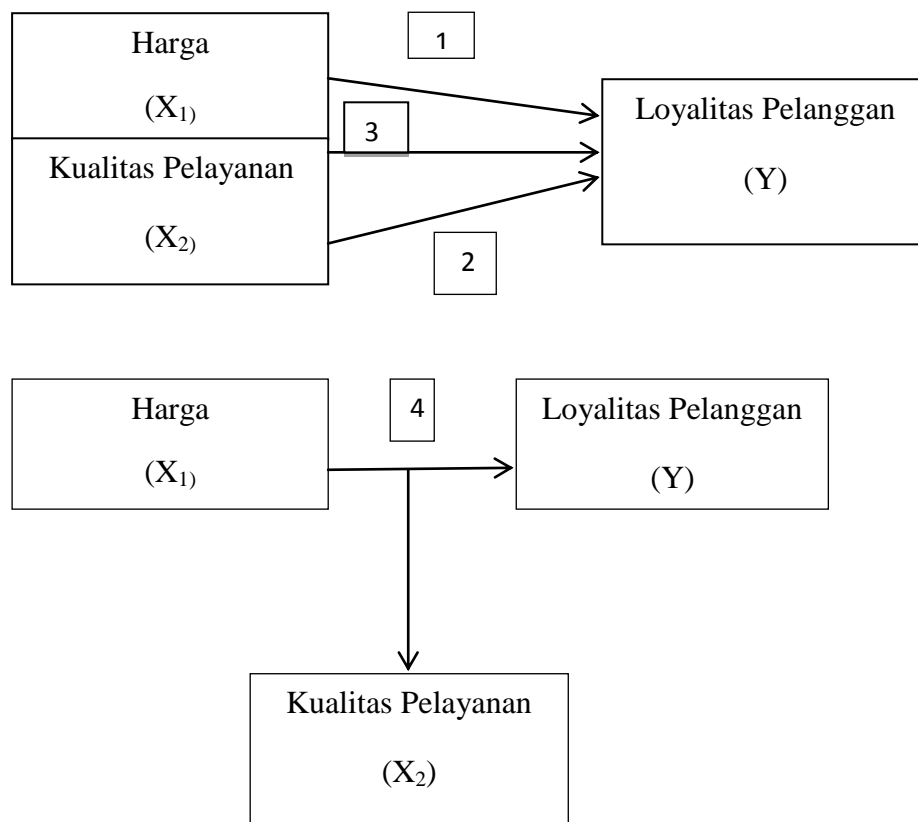 Harga
(X1)
Kualitas Pelayanan
(X2)
1
3
2
Loyalitas Pelanggan
(Y)
Harga
(X1)
4
Loyalitas Pelanggan
(Y)
Kualitas Pelayanan
(X2)